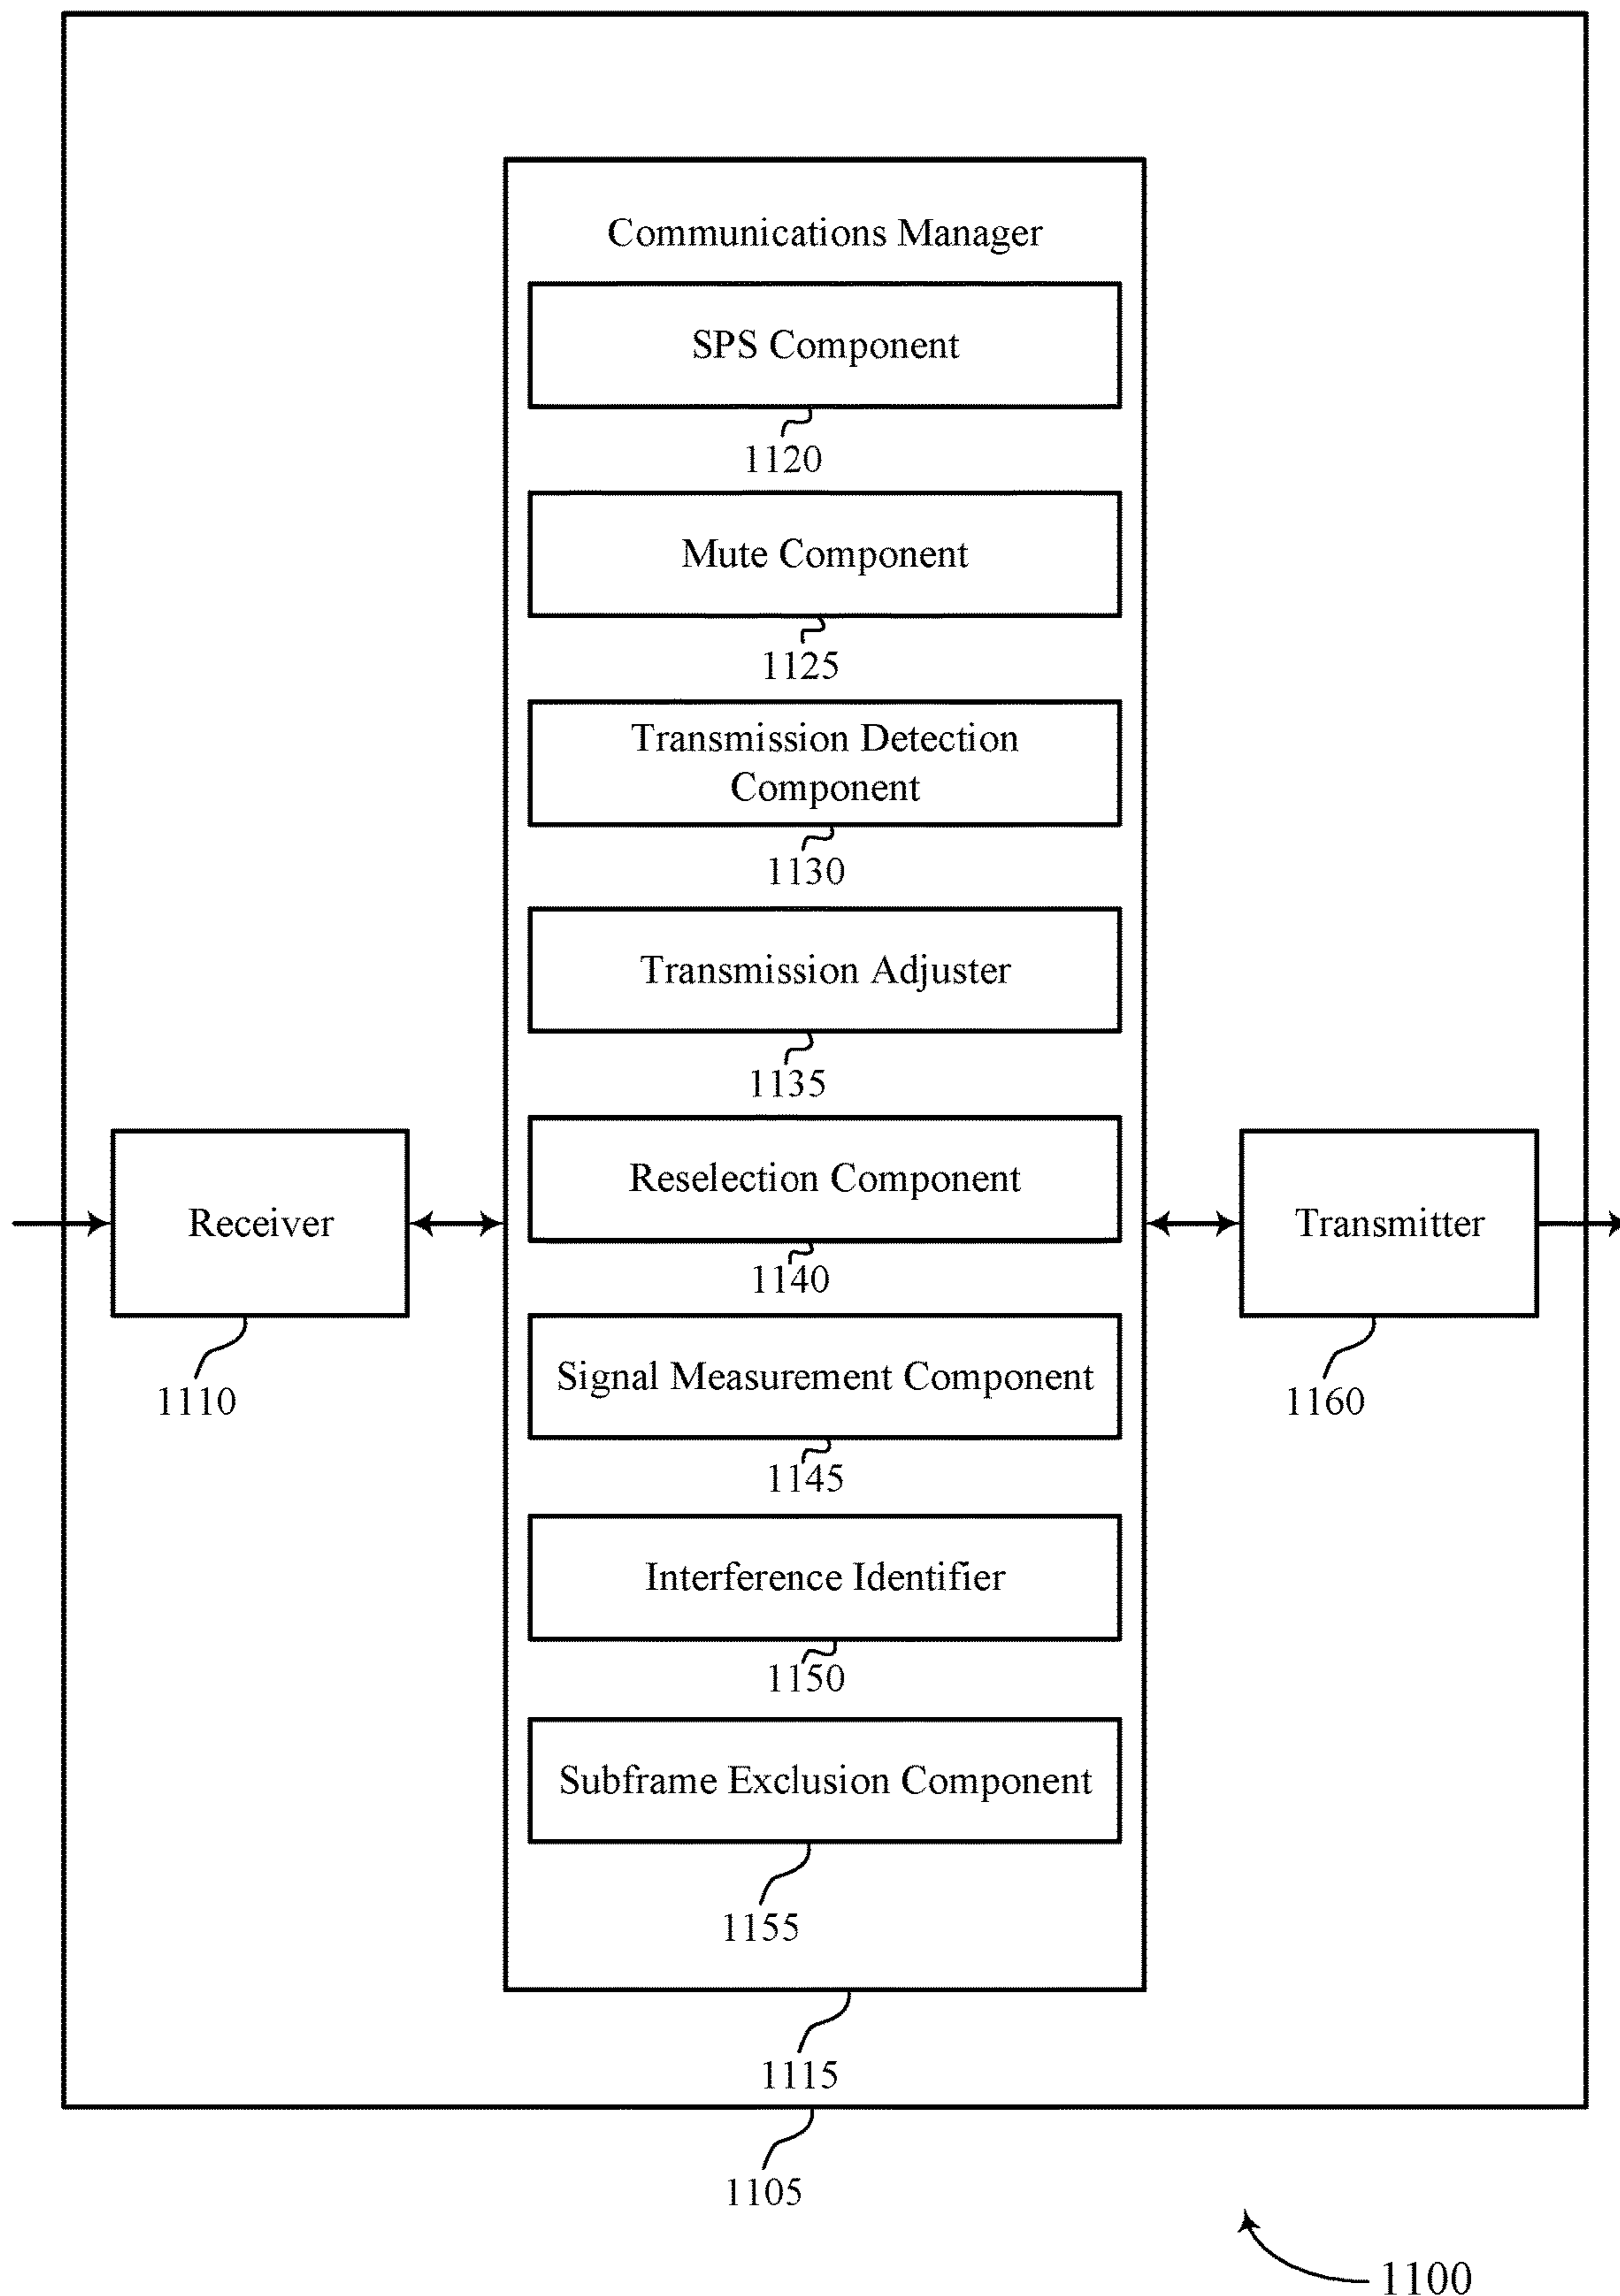 Communications Manager
SPS Component
1120
Mute Component
1125
Transmission Detection
Component
1130
Transmission Adjuster
1135
Reselection Component
1140
Receiver
1110
Transmitter
1160
Signal Measurement Component
1145
Interference Identifier
1150
Subframe Exclusion Component
1155
1115
1105
1100